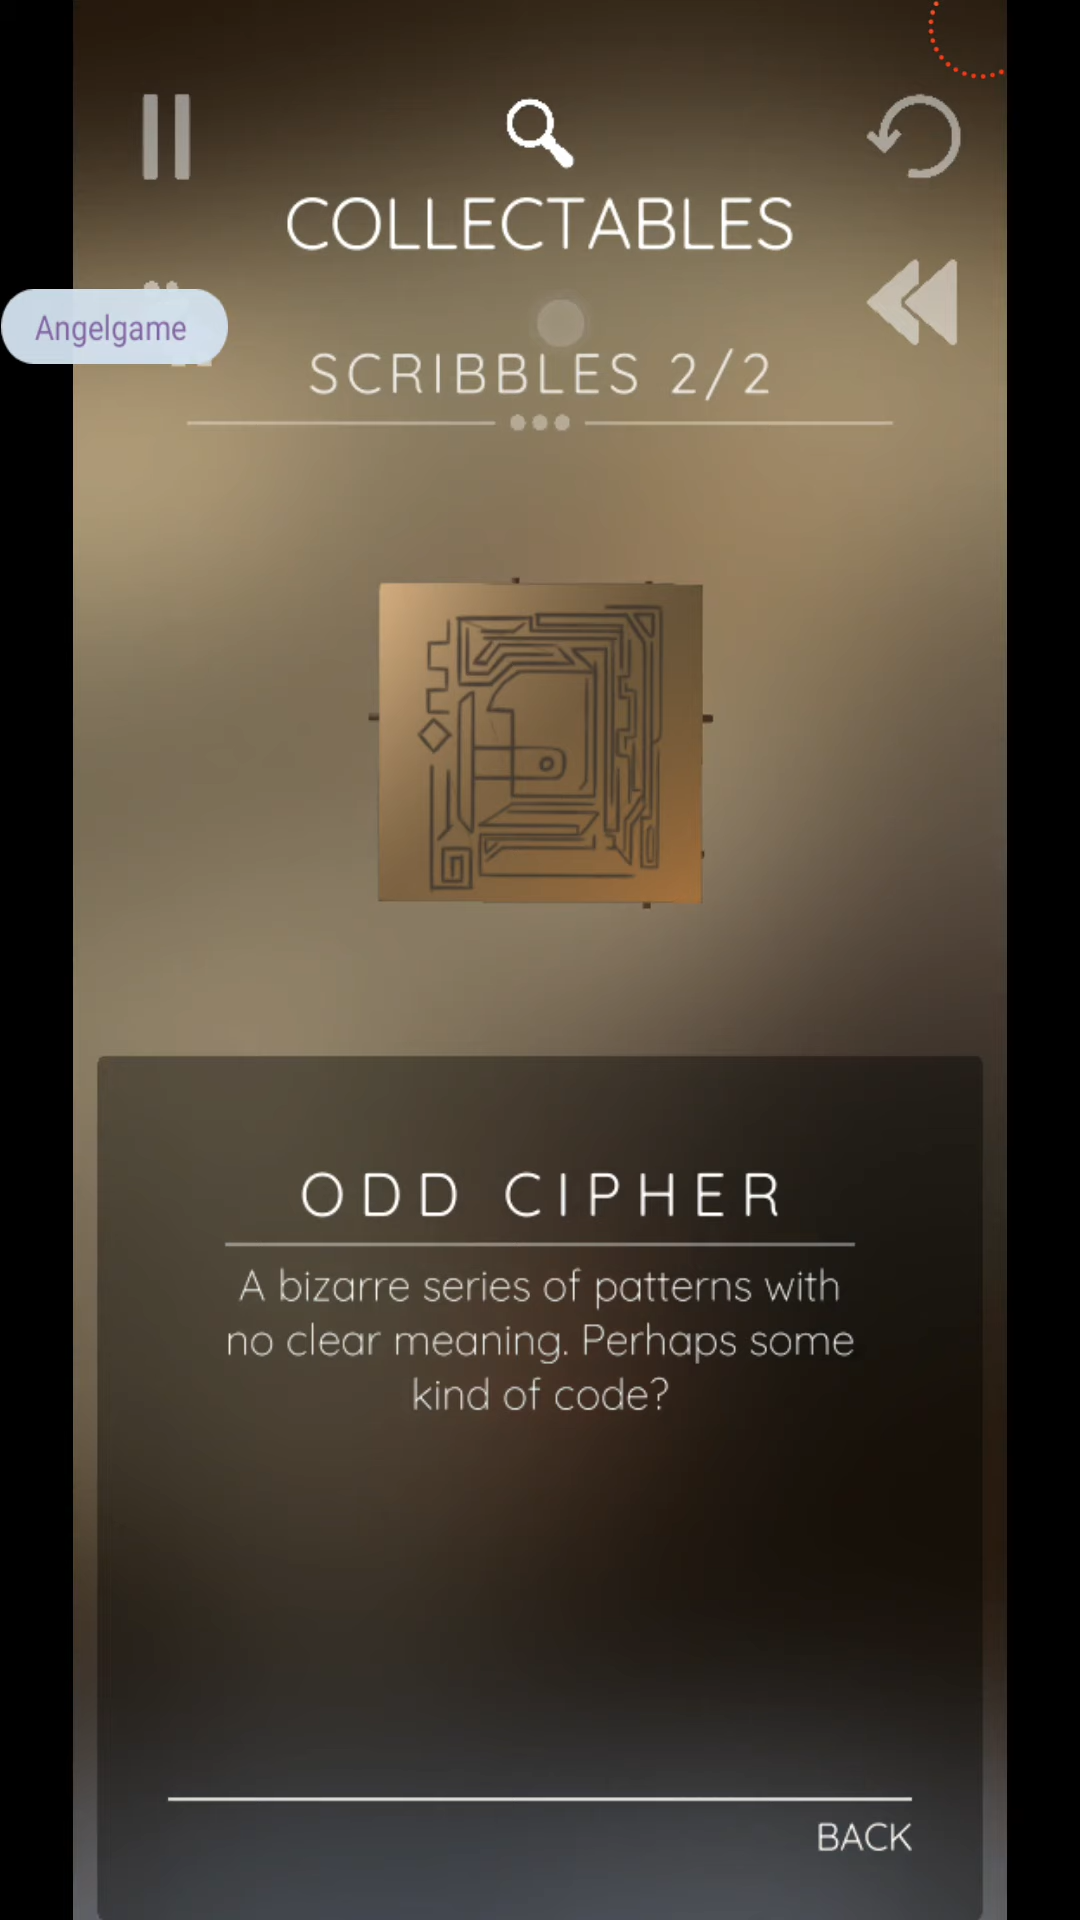 COLLECTABLES
Angelgame
SCRIBBLES 2/2
ODD CIPHER
A bizarre series of patterns with
no clear meaning. Perhaps some
kind of code?
BACK